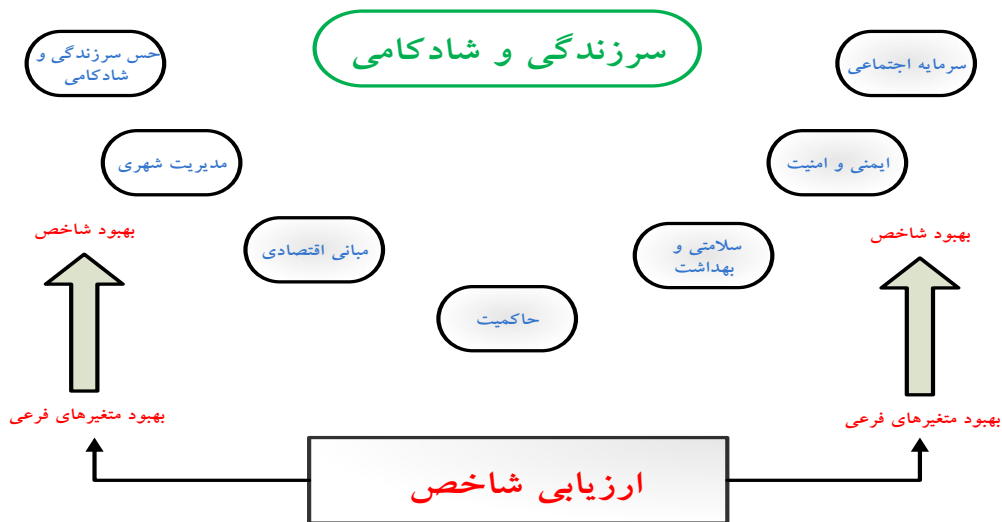 سرزندگی و شادکامی
سرمایه اجتماعی
حس سرزندگی و
شادکامی
ایمنی و امنیت
مدیریت شهری
سلامتی و
بهداشت
مبانی اقتصادی
حاکمیت
بهبود شاخص
بهبود شاخص
بهبود متغیرهای فرعی
بهبود متغیرهای فرعی
ارزیابی شاخص